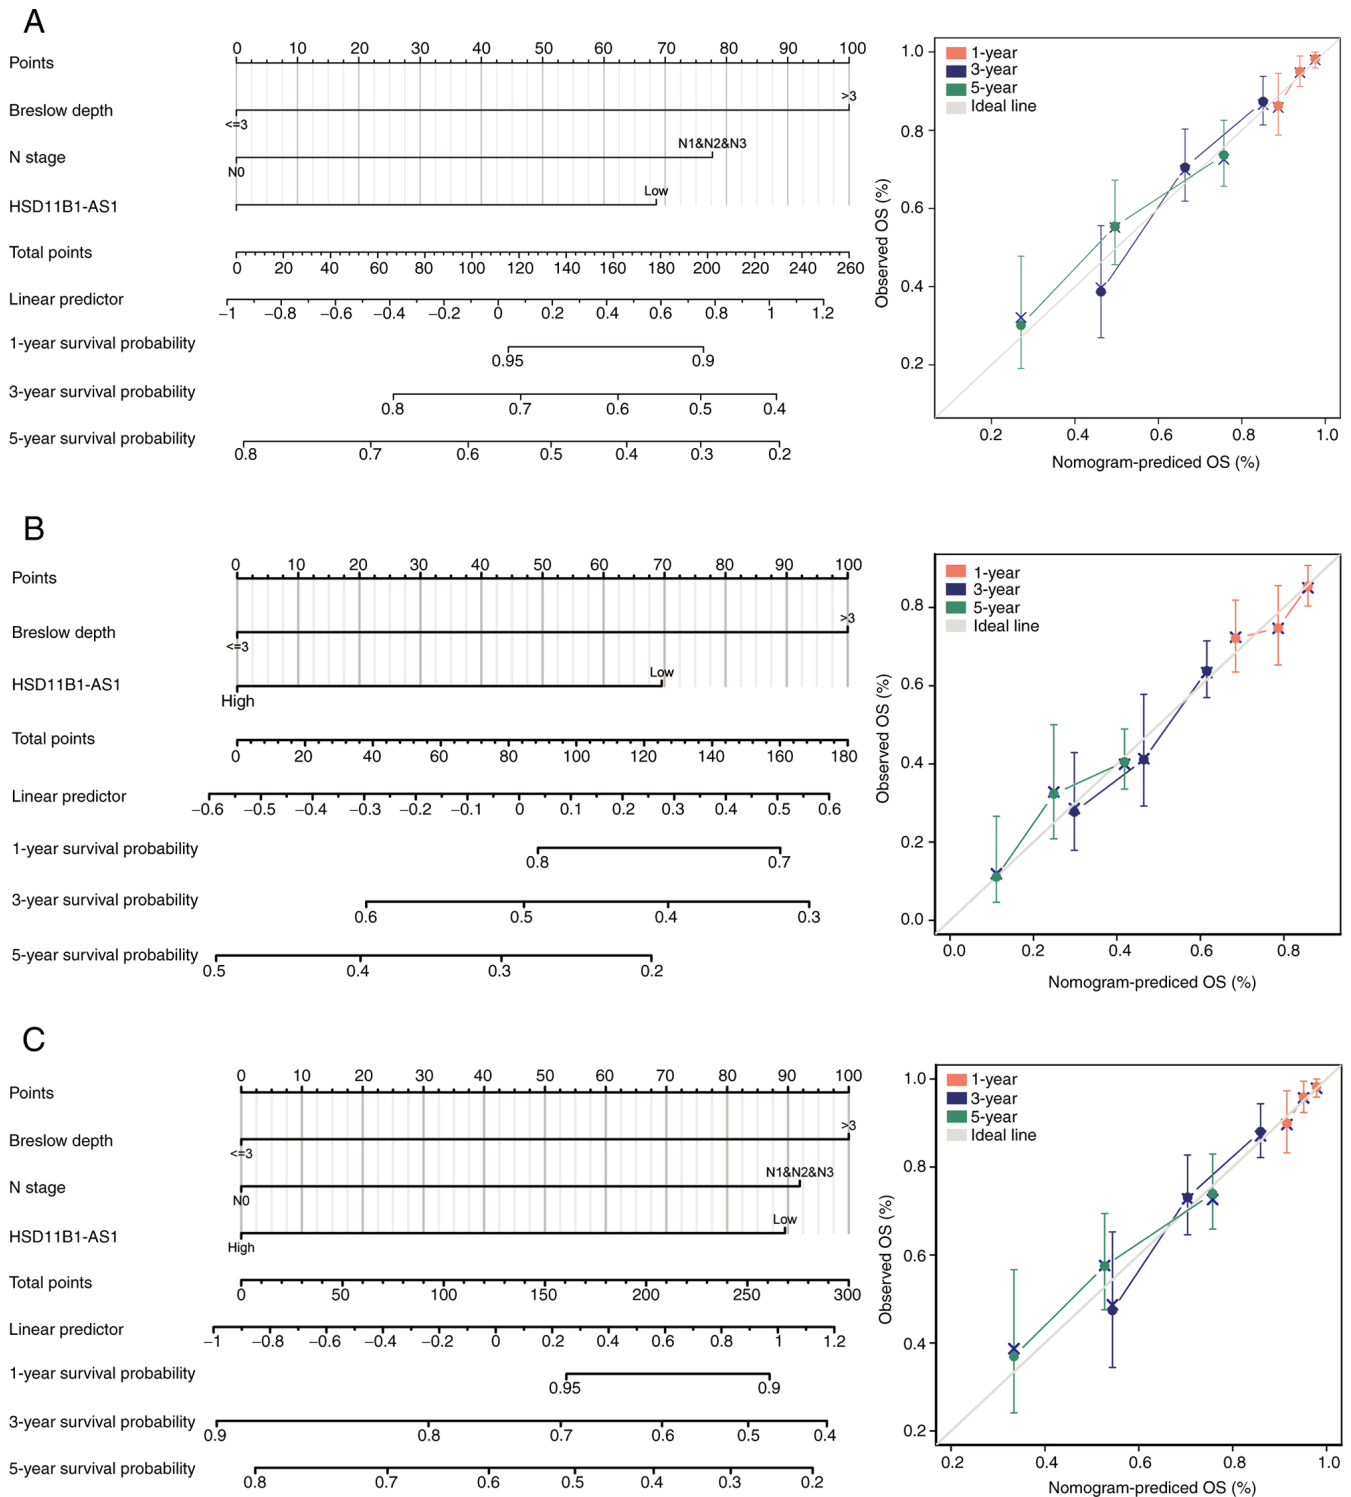 A
0 10 20 30 40 50 60 70 80 90 100
Points
Breslow depth
>3
<=3
N stage
N1&N2&N3
N0
HSD11B1-AS1
Low
Total points
0 20 40 60 80 100 120 140 160 180 200 220 240 260
Linear predictor
−1 −0.8 −0.6 −0.4 −0.2 0 0.2 0.4 0.6 0.8 1 1.2
1-year survival probability
0.95 0.9
3-year survival probability
0.8 0.7 0.6 0.5 0.4
5-year survival probability
0.8 0.7 0.6 0.5 0.4 0.3 0.2
1-year
3-year
5-year
Ideal line
Observed OS (%)
1.0
0.8
0.6
0.4
0.2
0.2 0.4 0.6 0.8 1.0
Nomogram-prediced OS (%)
B
0 10 20 30 40 50 60 70 80 90 100
Points
Breslow depth
>3
<=3
HSD11B1-AS1
Low
High
Total points
0 20 40 60 80 100 120 140 160 180
Linear predictor
−0.6 −0.5 −0.4 −0.3 −0.2 −0.1 0 0.1 0.2 0.3 0.4 0.5 0.6
1-year survival probability
0.8 0.7
3-year survival probability
0.6 0.5 0.4 0.3
5-year survival probability
0.5 0.4 0.3 0.2
1-year
3-year
5-year
Ideal line
Observed OS (%)
0.8
0.6
0.4
0.2
0.0
0.0 0.2 0.4 0.6 0.8
Nomogram-prediced OS (%)
C
0 10 20 30 40 50 60 70 80 90 100
Points
Breslow depth
>3
<=3
N stage
N1&N2&N3
N0
HSD11B1-AS1
Low
High
Total points
0 50 100 150 200 250 300
Linear predictor
−1 −0.8 −0.6 −0.4 −0.2 0 0.2 0.4 0.6 0.8 1 1.2
1-year survival probability
0.95 0.9
3-year survival probability
0.9 0.8 0.7 0.6 0.5 0.4
5-year survival probability
0.8 0.7 0.6 0.5 0.4 0.3 0.2
1-year
3-year
5-year
Ideal line
Observed OS (%)
1.0
0.8
0.6
0.4
0.2
0.2 0.4 0.6 0.8 1.0
Nomogram-prediced OS (%)